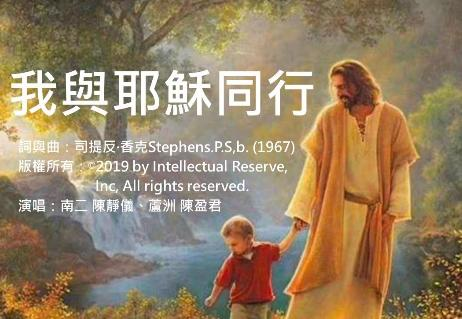 我與耶穌同行
詞與曲：司提反·香克Stephens.P.S,b. (1967)
版權所有：©2019 by Intellectual Reserve,
Inc, All rights reserved.
演唱：南二 陳靜儀、蘆洲 陳盈君